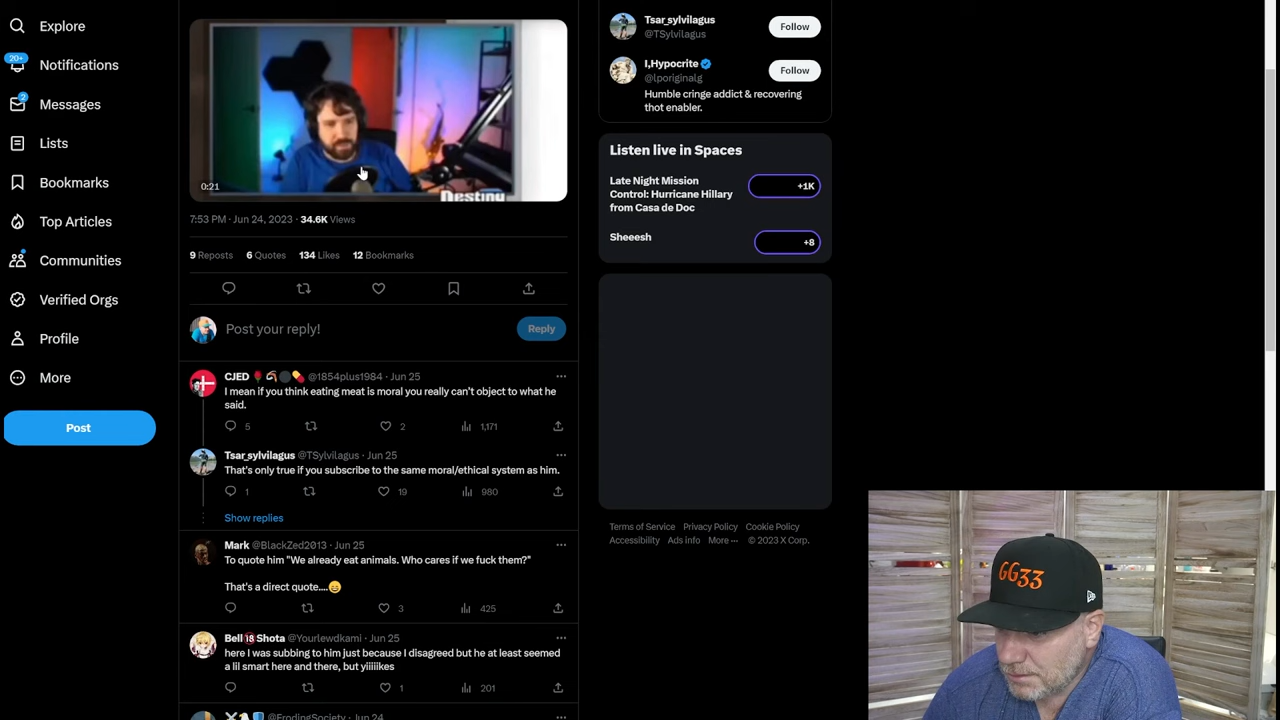 Explore
20+
Notifications
2
Messages
Lists
Bookmarks
Top Articles
Communities
Verified Orgs
Profile
More
Post
0:21
Destiny
7:53 PM · Jun 24, 2023 · 34.6K Views
9 Reposts 6 Quotes 134 Likes 12 Bookmarks
Post your reply!
Reply
CJED @1854plus1984 · Jun 25
I mean if you think eating meat is moral you really can’t object to what he
said.
5 2 1,171
Tsar_sylvilagus @TSylvilagus · Jun 25
That's only true if you subscribe to the same moral/ethical system as him.
1 19 980
Show replies
Mark @BlackZed2013 · Jun 25
To quote him "We already eat animals. Who cares if we fuck them?"
That's a direct quote....
3 425
Bell🔞Shota @Yourlewdkami · Jun 25
here I was subbing to him just because I disagreed but he at least seemed
a lil smart here and there, but yiiiiikes
1 201
@ErodingSociety · Jun 24
Tsar_sylvilagus
@TSylvilagus
Follow
I,Hypocrite
@lporiginalg
Follow
Humble cringe addict & recovering
thot enabler.
Listen live in Spaces
Late Night Mission
Control: Hurricane Hillary
from Casa de Doc
+1K
Sheeesh
+8
Terms of Service Privacy Policy Cookie Policy
Accessibility Ads info More ··· © 2023 X Corp.
GG33